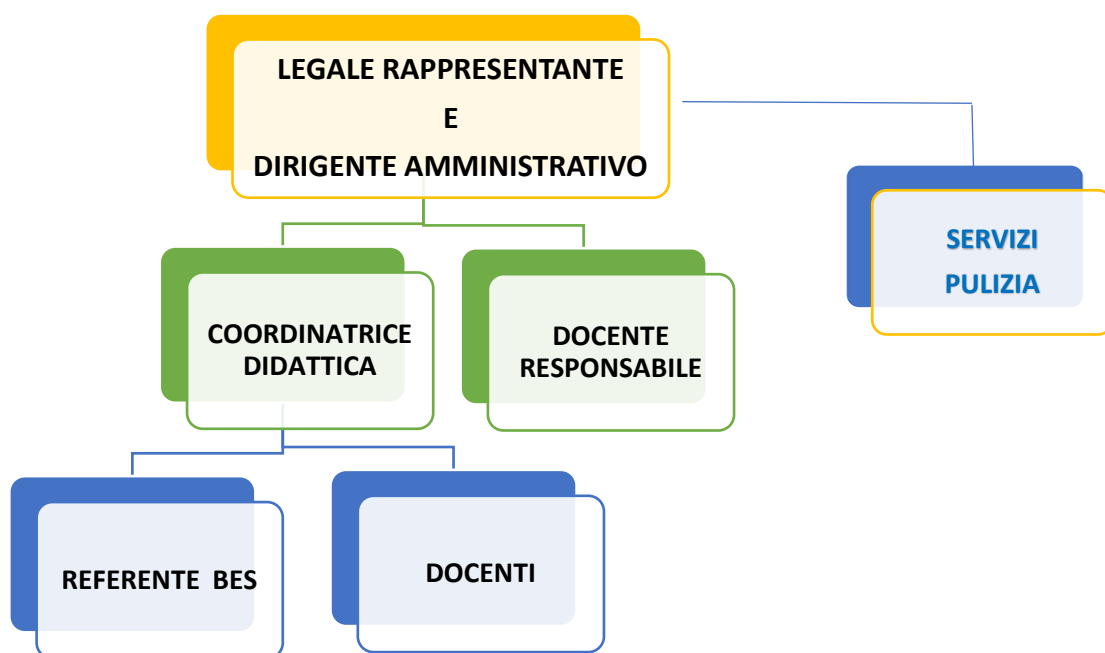 LEGALE RAPPRESENTANTE
E
DIRIGENTE AMMINISTRATIVO
SERVIZI
PULIZIA
COORDINATRICE
DIDATTICA
DOCENTE
RESPONSABILE
REFERENTE BES
DOCENTI